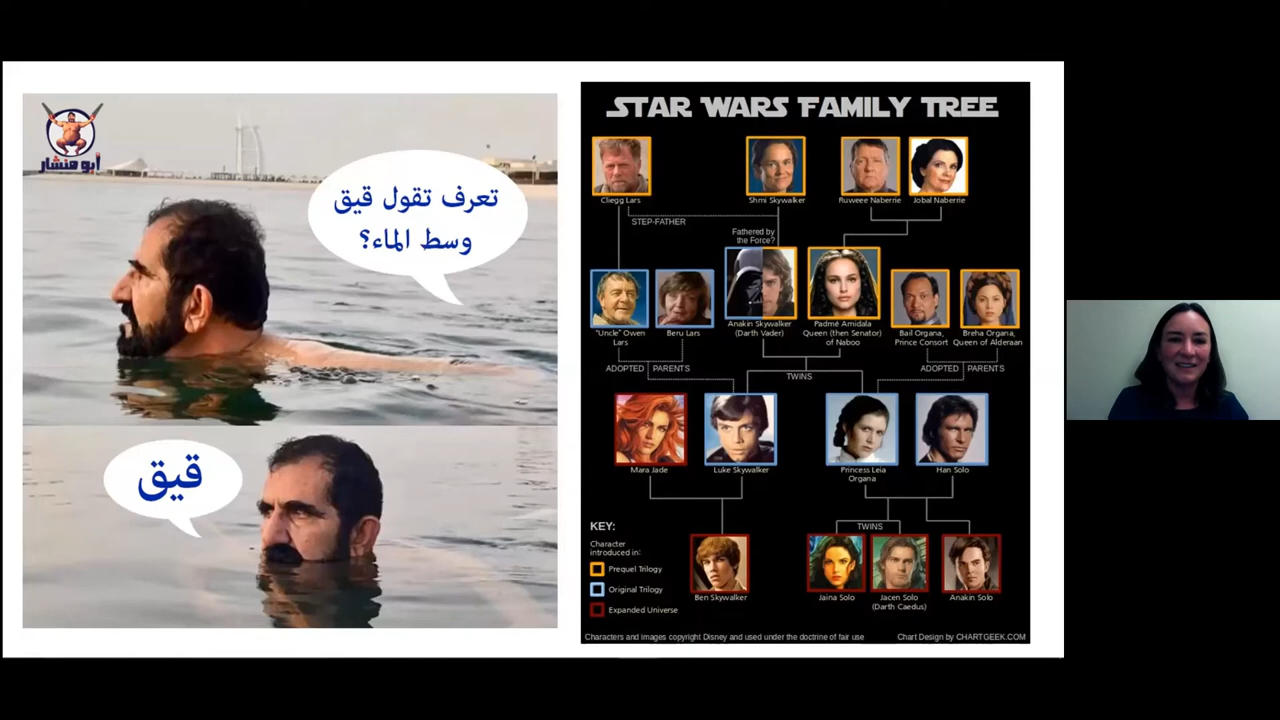 أبو منشار
تعرف تقول قيق
وسط الماء؟
قيق
STAR WARS FAMILY TREE
Cliegg Lars
Shmi Skywalker
Ruweee Naberrie
Jobal Naberrie
STEP-FATHER
Fathered by
the Force?
"Uncle" Owen
Lars
Beru Lars
Anakin Skywalker
(Darth Vader)
Padmé Amidala
Queen (then Senator)
of Naboo
Bail Organa,
Prince Consort
Breha Organa,
Queen of Alderaan
ADOPTED PARENTS
TWINS
ADOPTED PARENTS
Mara Jade
Luke Skywalker
Princess Leia
Organa
Han Solo
KEY:
Character
introduced in:
Prequel Trilogy
Original Trilogy
Expanded Universe
TWINS
Ben Skywalker
Jaina Solo
Jacen Solo
(Darth Caedus)
Anakin Solo
Characters and images copyright Disney and used under the doctrine of fair use
Chart Design by CHARTGEEK.COM